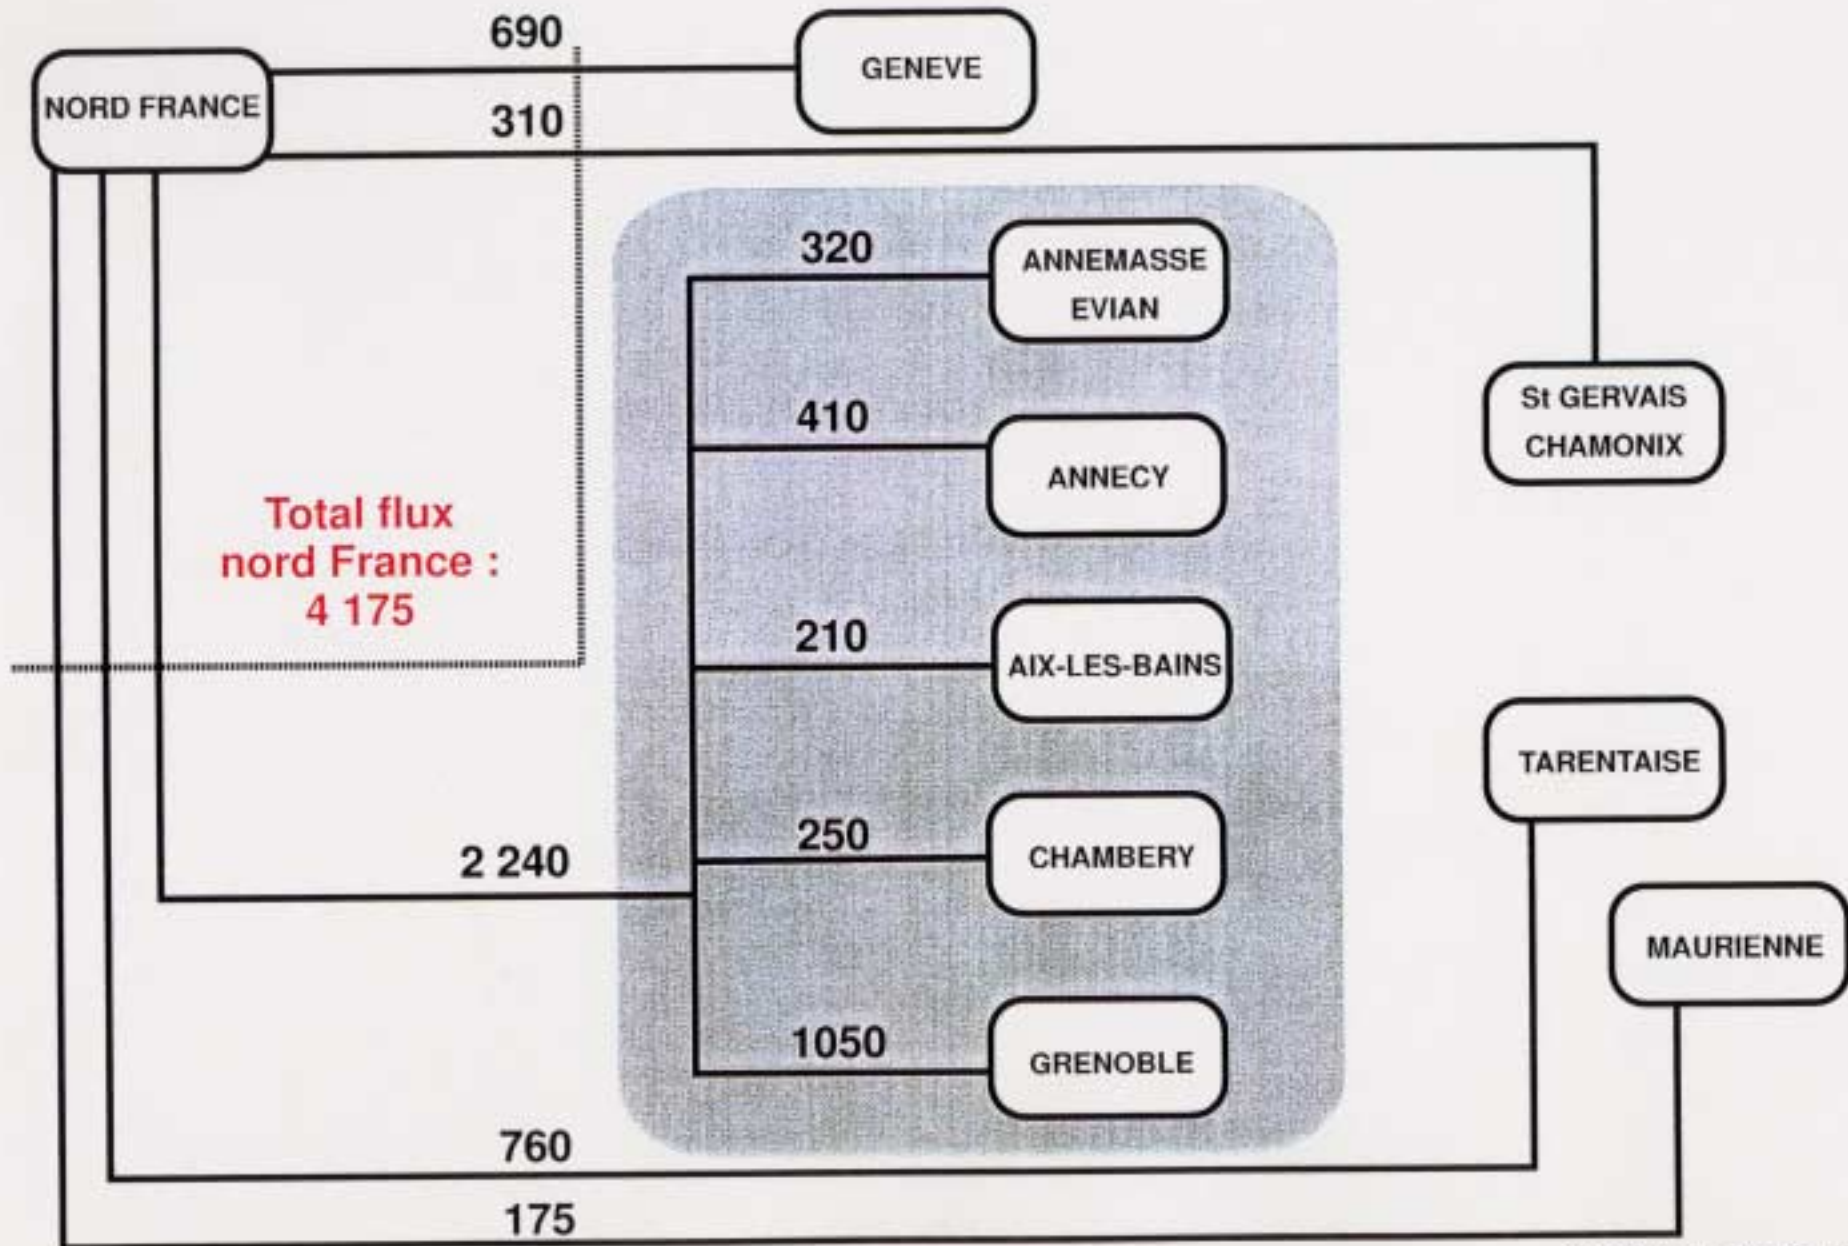 690
GENEVE
NORD FRANCE
310
320
ANNEMASSE
EVIAN
410
ANNECY
St GERVAIS
CHAMONIX
Total flux
nord France :
4 175
210
AIX-LES-BAINS
TARENTAISE
2 240
250
CHAMBERY
MAURIENNE
1050
GRENOBLE
760
175